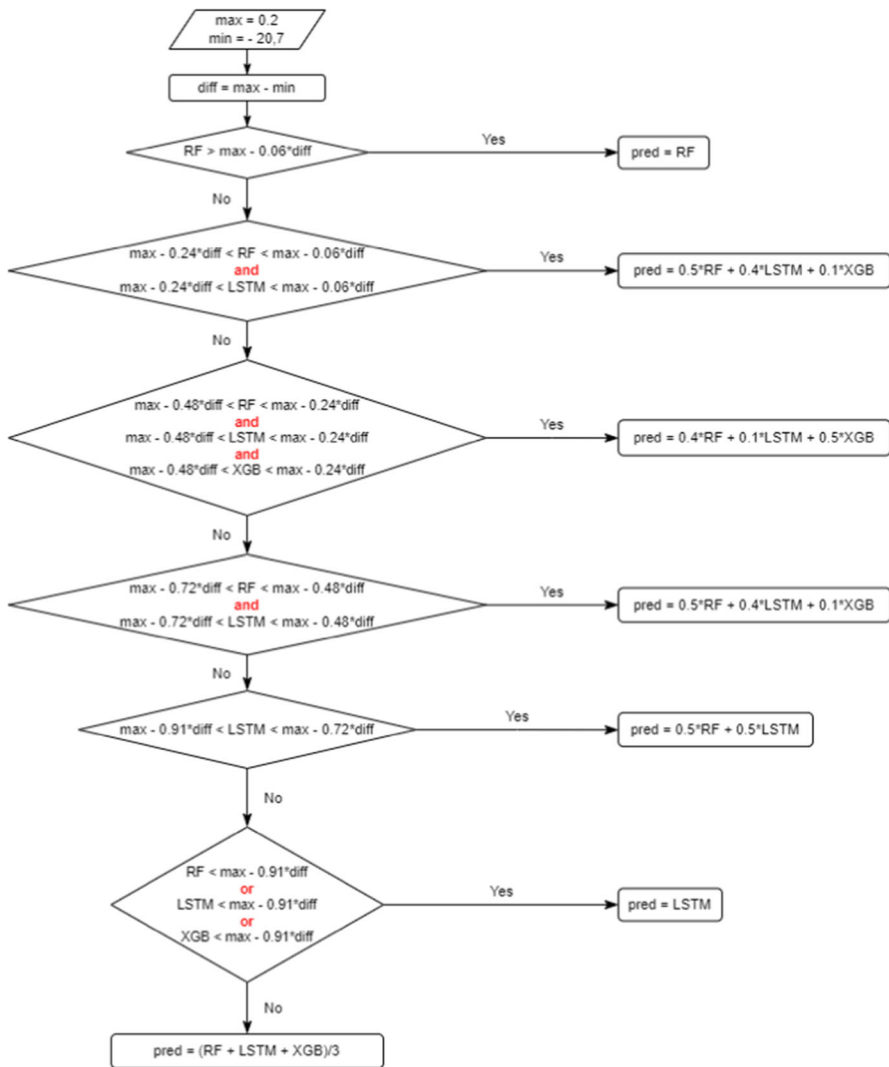 max = 0.2
min = - 20,7
diff = max - min
RF > max - 0.06*diff
Yes
pred = RF
No
max - 0.24*diff < RF < max - 0.06*diff
and
max - 0.24*diff < LSTM < max - 0.06*diff
Yes
pred = 0.5*RF + 0.4*LSTM + 0.1*XGB
No
max - 0.48*diff < RF < max - 0.24*diff
and
max - 0.48*diff < LSTM < max - 0.24*diff
and
max - 0.48*diff < XGB < max - 0.24*diff
Yes
pred = 0.4*RF + 0.1*LSTM + 0.5*XGB
No
max - 0.72*diff < RF < max - 0.48*diff
and
max - 0.72*diff < LSTM < max - 0.48*diff
Yes
pred = 0.5*RF + 0.4*LSTM + 0.1*XGB
No
max - 0.91*diff < LSTM < max - 0.72*diff
Yes
pred = 0.5*RF + 0.5*LSTM
No
RF < max - 0.91*diff
or
LSTM < max - 0.91*diff
or
XGB < max - 0.91*diff
Yes
pred = LSTM
No
pred = (RF + LSTM + XGB)/3